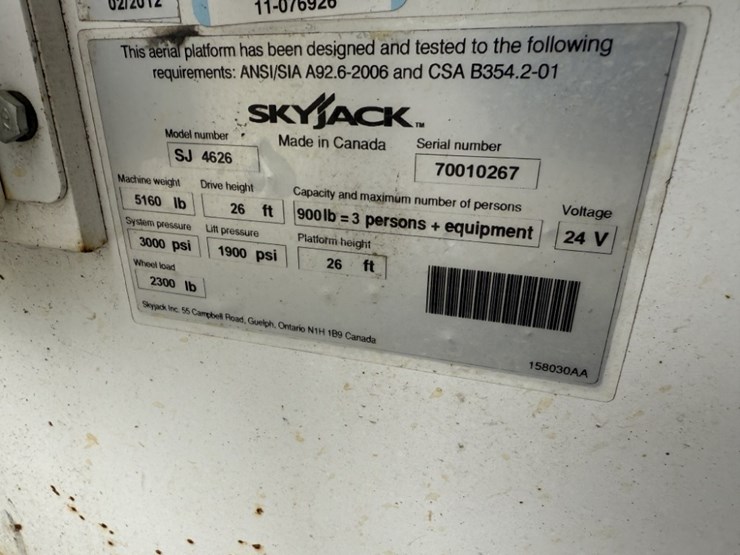 02/2012
11-076920
This aerial platform has been designed and tested to the following
requirements: ANSI/SIA A92.6-2006 and CSA B354.2-01
SKYJACK™
Made in Canada
Model number
SJ 4626
Serial number
70010267
Machine weight
5160 lb
Drive height
26 ft
Capacity and maximum number of persons
900lb = 3 persons + equipment
Voltage
24 V
System pressure
3000 psi
Lift pressure
1900 psi
Platform height
26 ft
Wheel load
2300 lb
Skyjack Inc. 55 Campbell Road, Guelph, Ontario N1H 1B9 Canada
158030AA